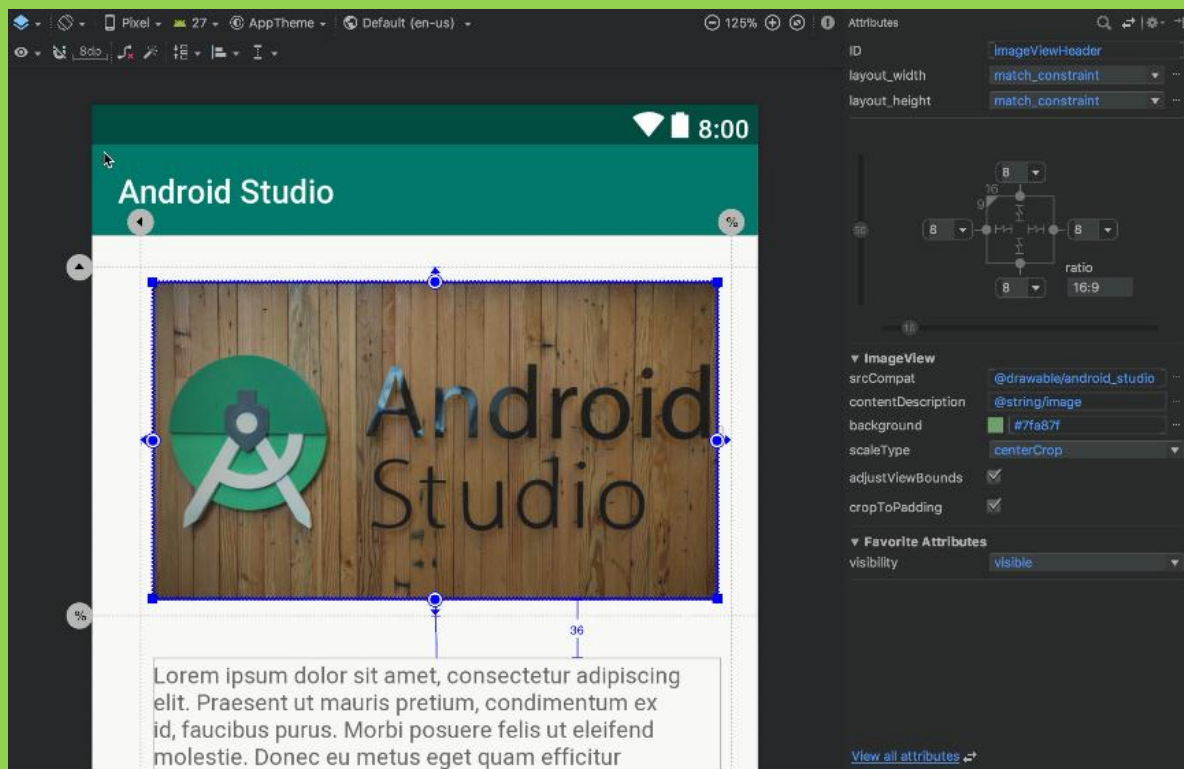 Pixel
27
AppTheme
Default (en-us)
125%
Attributes
8dp
ID
imageViewHeader
layout_width
match_constraint
layout_height
match_constraint
8:00
Android Studio
%
%
36
8
16
9
50
8
8
ratio
8
16:9
ImageView
srcCompat
@drawable/android_studio
contentDescription
@string/image
background
#7fa87f
scaleType
centerCrop
adjustViewBounds
cropToPadding
Favorite Attributes
visibility
visible
Android
Studio
Lorem ipsum dolor sit amet, consectetur adipiscing
elit. Praesent ut mauris pretium, condimentum ex
id, faucibus purus. Morbi posuere felis ut eleifend
molestie. Donec eu metus eget quam efficitur
View all attributes